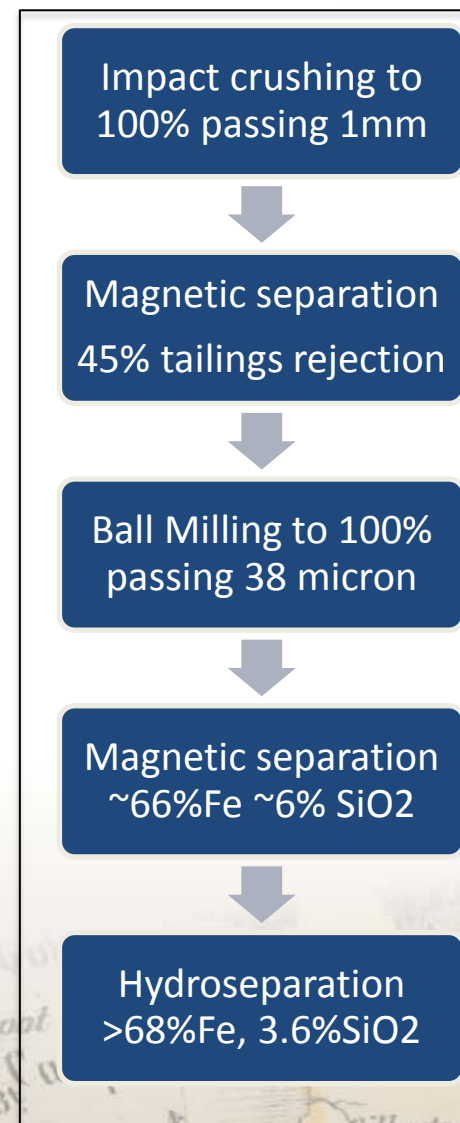 Impact crushing to
100% passing 1mm
Magnetic separation
45% tailings rejection
Ball Milling to 100%
passing 38 micron
Magnetic separation
~66%Fe ~6% SiO2
Hydroseparation
>68%Fe, 3.6%SiO2